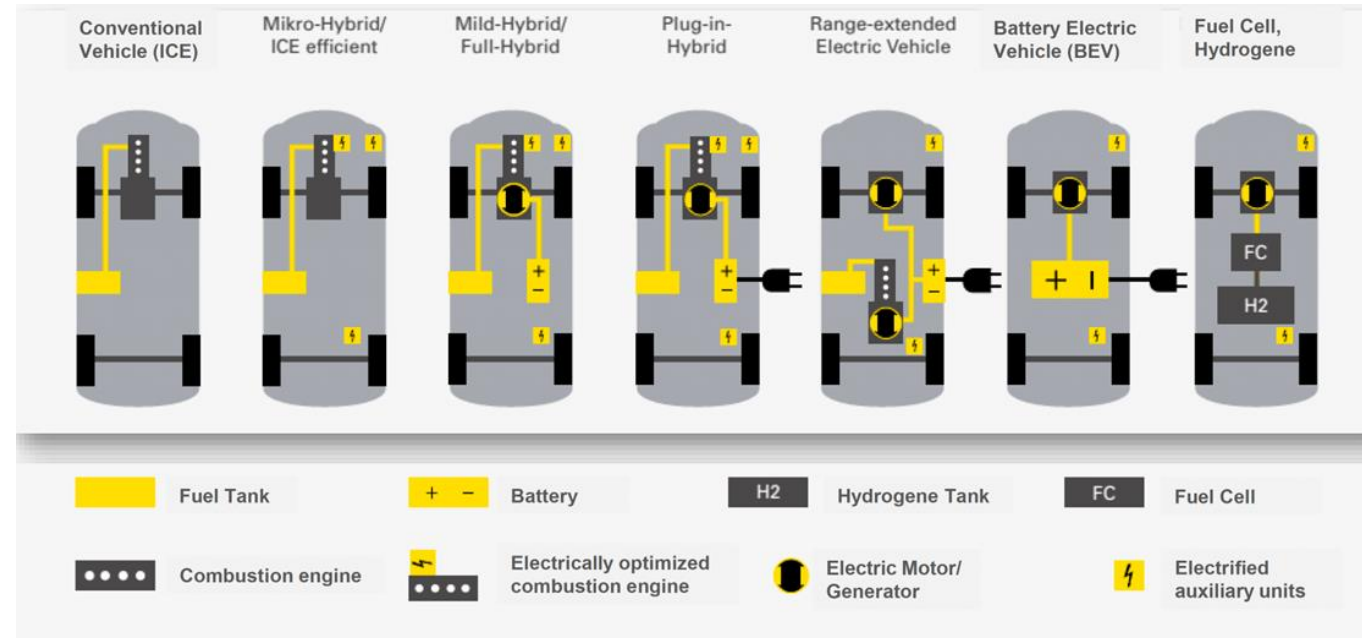 Conventional
Vehicle (ICE)
Mikro-Hybrid/
ICE efficient
Mild-Hybrid/
Full-Hybrid
Plug-in-
Hybrid
Range-extended
Electric Vehicle
Battery Electric
Vehicle (BEV)
Fuel Cell,
Hydrogene
+
−
+
−
+
−
+ −
FC
H2
Fuel Tank
+ −
Battery
H2
Hydrogene Tank
FC
Fuel Cell
Combustion engine
Electrically optimized
combustion engine
Electric Motor/
Generator
Electrified
auxiliary units